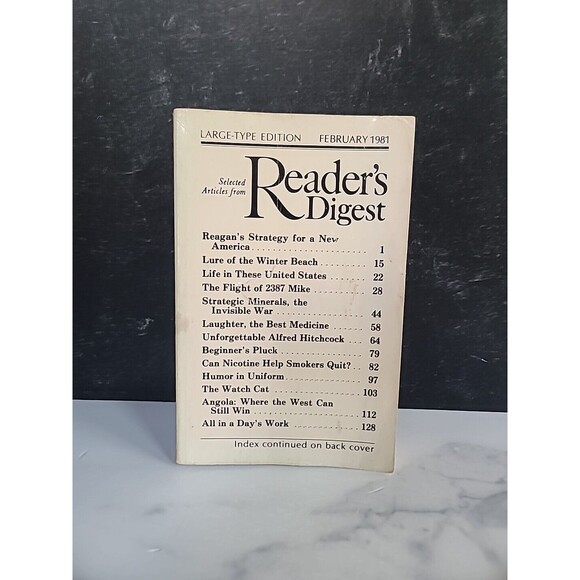 LARGE-TYPE EDITION FEBRUARY 1981
Selected
Articles from
Reader's
Digest
Reagan's Strategy for a New
America . . . . . . . . . . . . . . . . . . . . 1
Lure of the Winter Beach . . . . . . . . . 15
Life in These United States . . . . . . . 22
The Flight of 2387 Mike . . . . . . . . . . 28
Strategic Minerals, the
Invisible War . . . . . . . . . . . . . . . . 44
Laughter, the Best Medicine . . . . . . 58
Unforgettable Alfred Hitchcock . . . . 64
Beginner's Pluck . . . . . . . . . . . . . . . 79
Can Nicotine Help Smokers Quit? . . 82
Humor in Uniform . . . . . . . . . . . . . . 97
The Watch Cat . . . . . . . . . . . . . . . . 103
Angola: Where the West Can
Still Win . . . . . . . . . . . . . . . . . . . 112
All in a Day's Work . . . . . . . . . . . . 128
Index continued on back cover